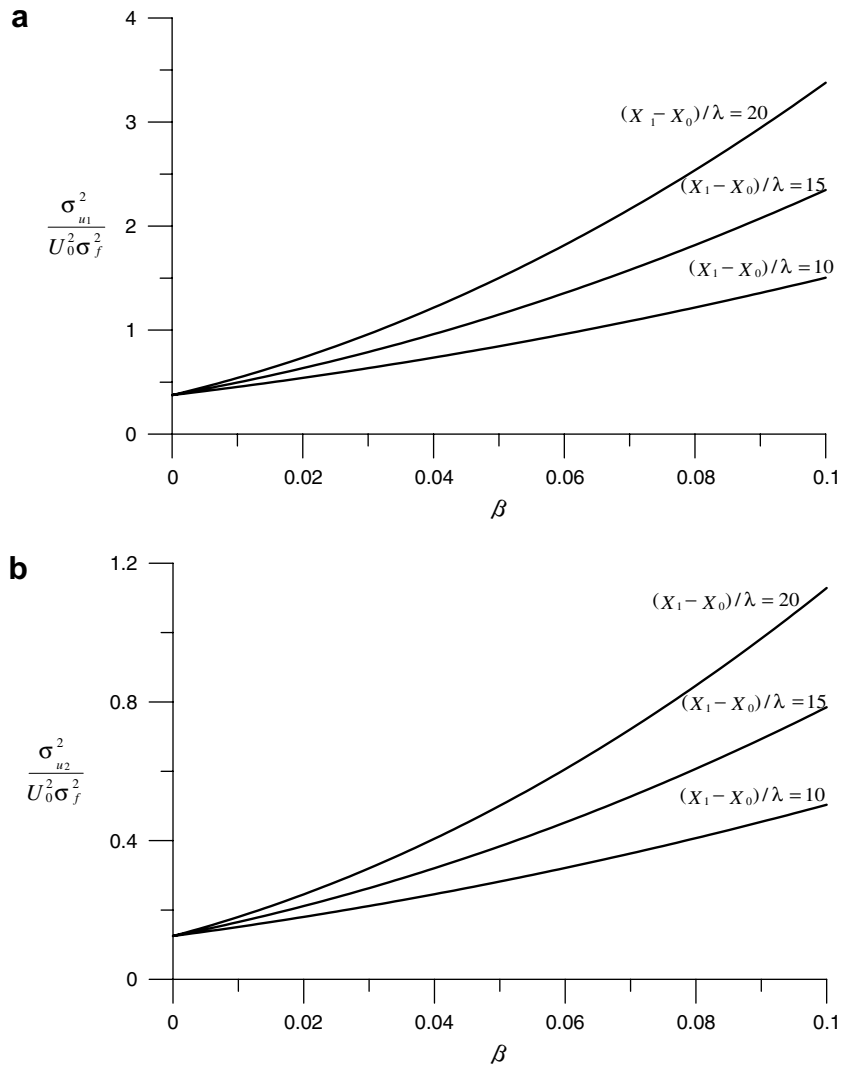 a
4
3
2
1
0
σ²u1
U0²σf²
(X1 – X0)/λ = 20
(X1 – X0)/λ = 15
(X1 – X0)/λ = 10
0 0.02 0.04 0.06 0.08 0.1
β
b
1.2
0.8
0.4
0
σ²u2
U0²σf²
(X1 – X0)/λ = 20
(X1 – X0)/λ = 15
(X1 – X0)/λ = 10
0 0.02 0.04 0.06 0.08 0.1
β